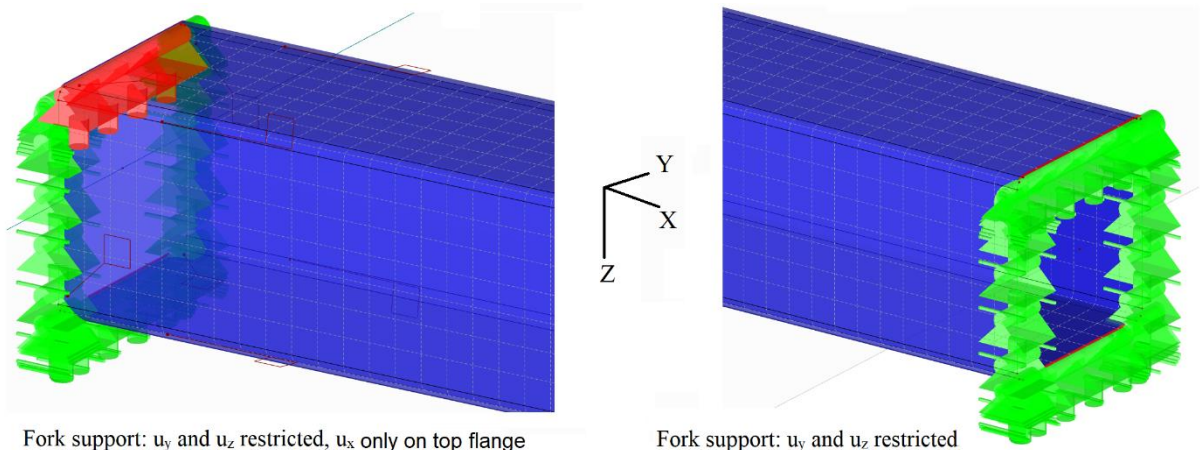 Y
X
Z
Fork support: uy and uz restricted, ux only on top flange
Fork support: uy and uz restricted